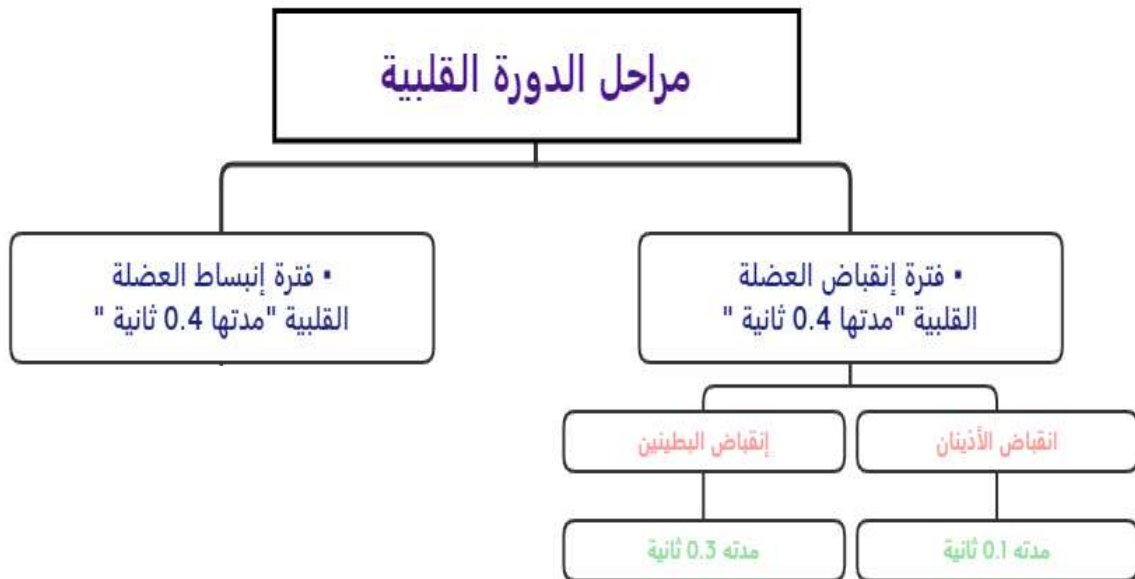 مراحل الدورة القلبية
▪ فترة إنقباض العضلة
القلبية "مدتها 0.4 ثانية "
▪ فترة إنبساط العضلة
القلبية "مدتها 0.4 ثانية "
انقباض الأذينان
إنقباض البطينين
مدته 0.1 ثانية
مدته 0.3 ثانية